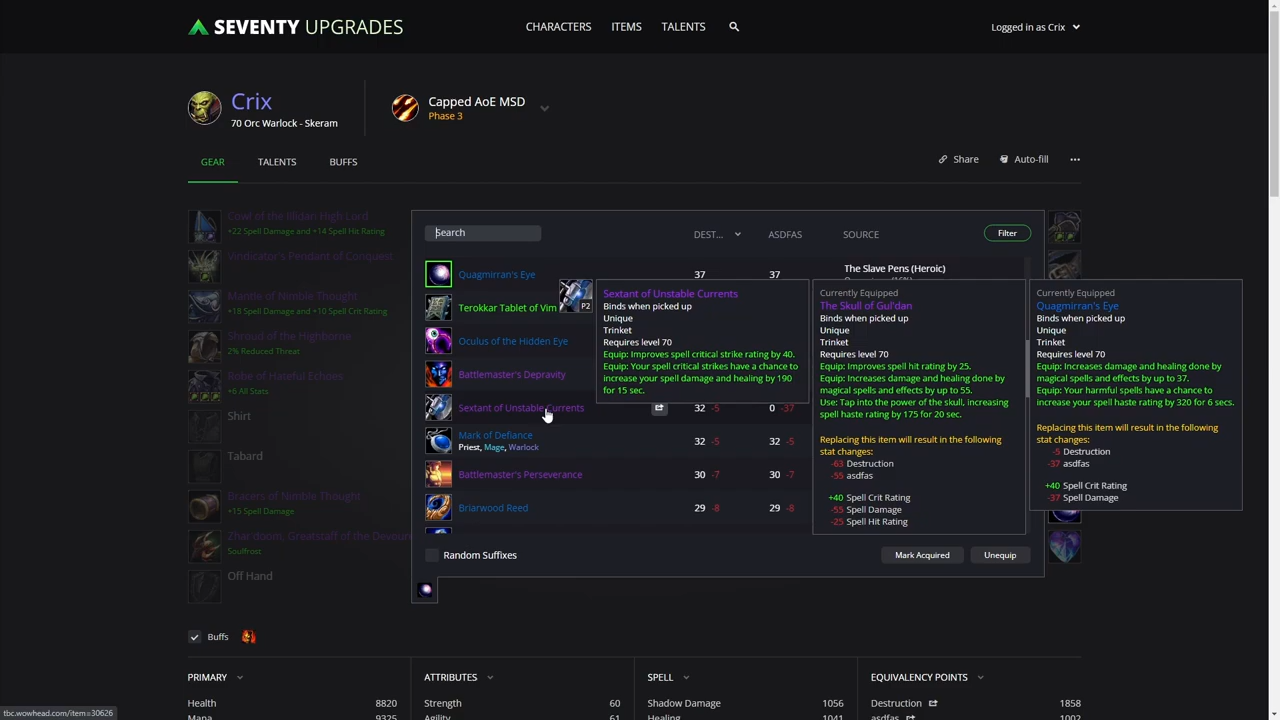 SEVENTY UPGRADES
CHARACTERS
ITEMS
TALENTS
Logged in as Crix
Crix
70 Orc Warlock - Skeram
Capped AoE MSD
Phase 3
GEAR
TALENTS
BUFFS
Share
Auto-fill
Cowl of the Illidari High Lord
+22 Spell Damage and +14 Spell Hit Rating
Vindicator's Pendant of Conquest
Mantle of Nimble Thought
+18 Spell Damage and +10 Spell Crit Rating
Shroud of the Highborne
2% Reduced Threat
Robe of Hateful Echoes
+6 All Stats
Shirt
Tabard
Bracers of Nimble Thought
+15 Spell Damage
Zhar'doom, Greatstaff of the Devour
Soulfrost
Off Hand
Search
DEST...
ASDFAS
SOURCE
Filter
Quagmirran's Eye
37
37
The Slave Pens (Heroic)
Terokkar Tablet of Vim
Oculus of the Hidden Eye
Battlemaster's Depravity
Sextant of Unstable Currents
32 -5
0 -37
Mark of Defiance
Priest, Mage, Warlock
32 -5
32 -5
Battlemaster's Perseverance
30 -7
30 -7
Briarwood Reed
29 -8
29 -8
Random Suffixes
Mark Acquired
Unequip
P2
Sextant of Unstable Currents
Binds when picked up
Unique
Trinket
Requires level 70
Equip: Improves spell critical strike rating by 40.
Equip: Your spell critical strikes have a chance to
increase your spell damage and healing by 190
for 15 sec.
Currently Equipped
The Skull of Gul'dan
Binds when picked up
Unique
Trinket
Requires level 70
Equip: Improves spell hit rating by 25.
Equip: Increases damage and healing done by
magical spells and effects by up to 55.
Use: Tap into the power of the skull, increasing
spell haste rating by 175 for 20 sec.
Replacing this item will result in the following
stat changes:
-63 Destruction
-55 asdfas
+40 Spell Crit Rating
-55 Spell Damage
-25 Spell Hit Rating
Currently Equipped
Quagmirran's Eye
Binds when picked up
Unique
Trinket
Requires level 70
Equip: Increases damage and healing done by
magical spells and effects by up to 37.
Equip: Your harmful spells have a chance to
increase your spell haste rating by 320 for 6 secs.
Replacing this item will result in the following
stat changes:
-5 Destruction
-37 asdfas
+40 Spell Crit Rating
-37 Spell Damage
Buffs
PRIMARY
ATTRIBUTES
SPELL
EQUIVALENCY POINTS
Health
8820
Strength
60
Shadow Damage
1056
Destruction
1858
Mana
9325
Agility
61
Healing
1041
asdfas
1002
tbc.wowhead.com/item=30626